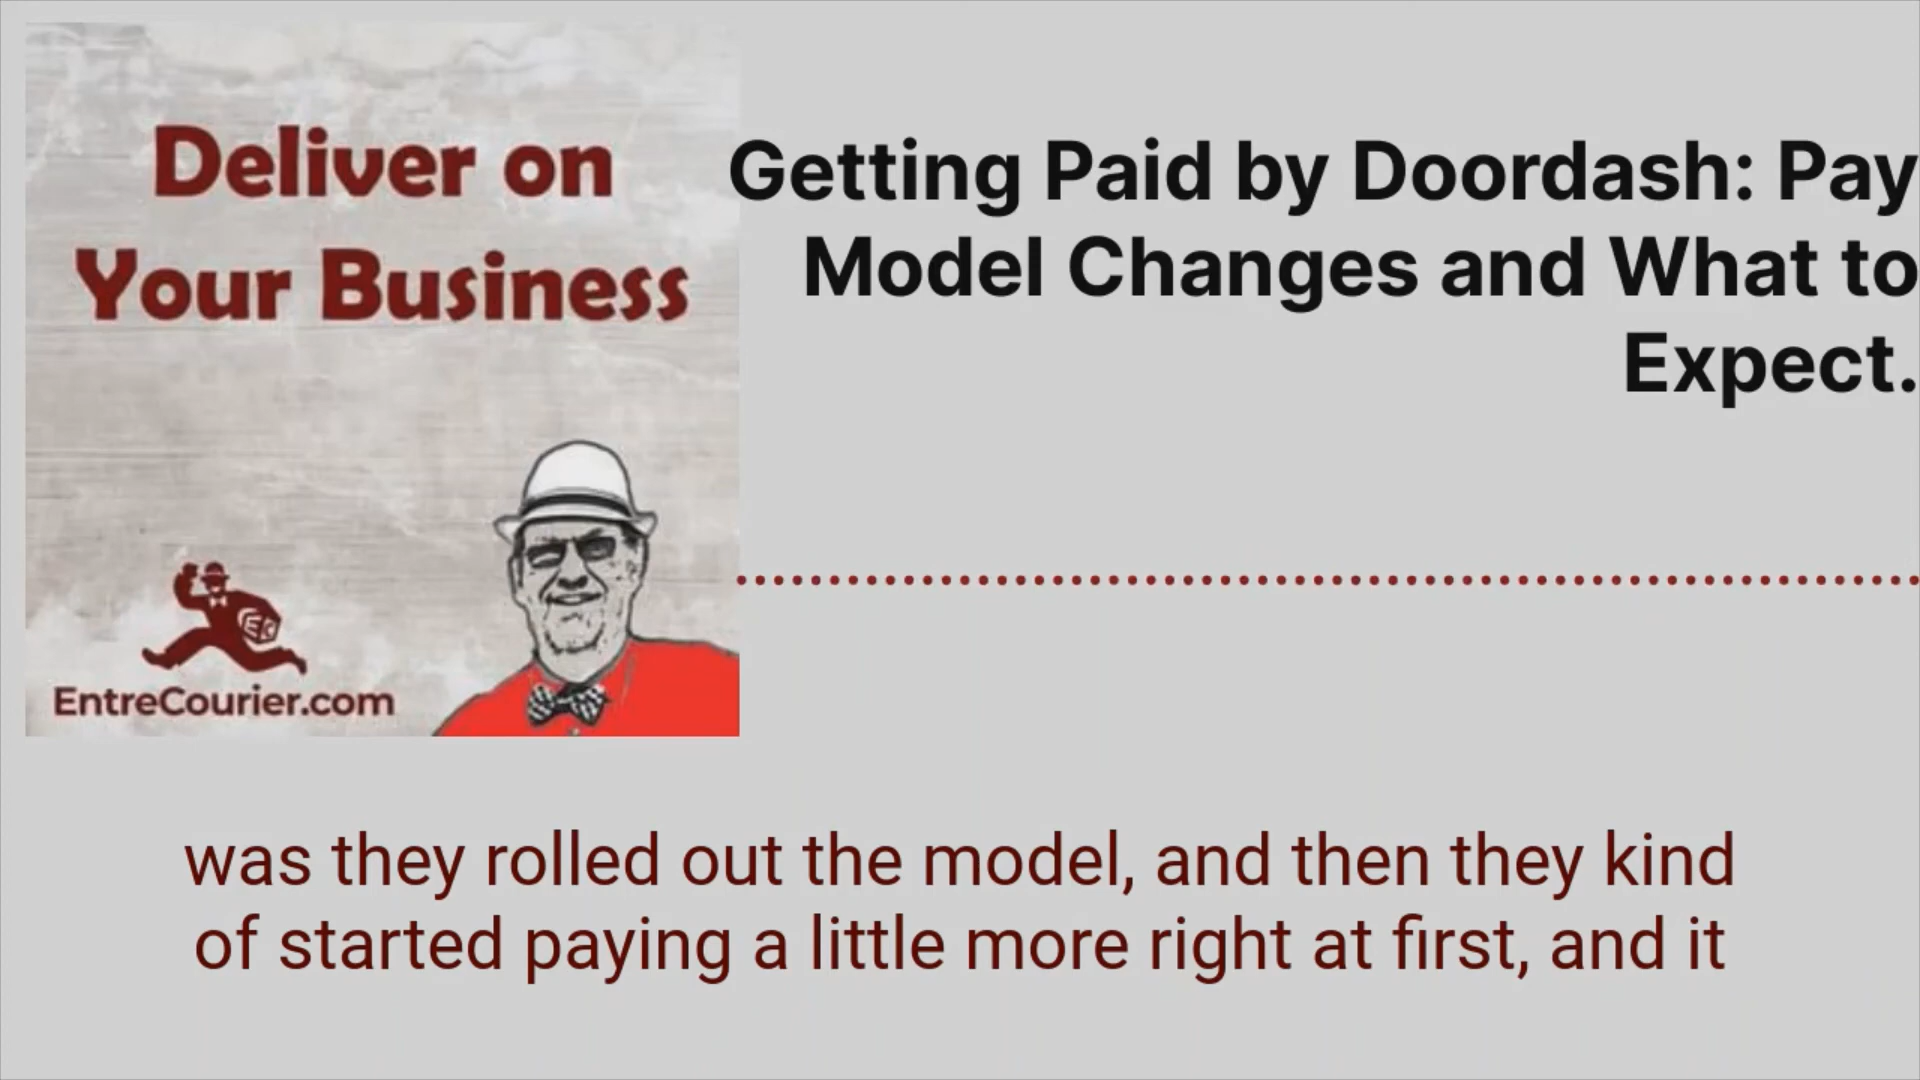 Deliver on
Your Business
EC
EntreCourier.com
Getting Paid by Doordash: Pay
Model Changes and What to
Expect.
was they rolled out the model, and then they kind
of started paying a little more right at first, and it